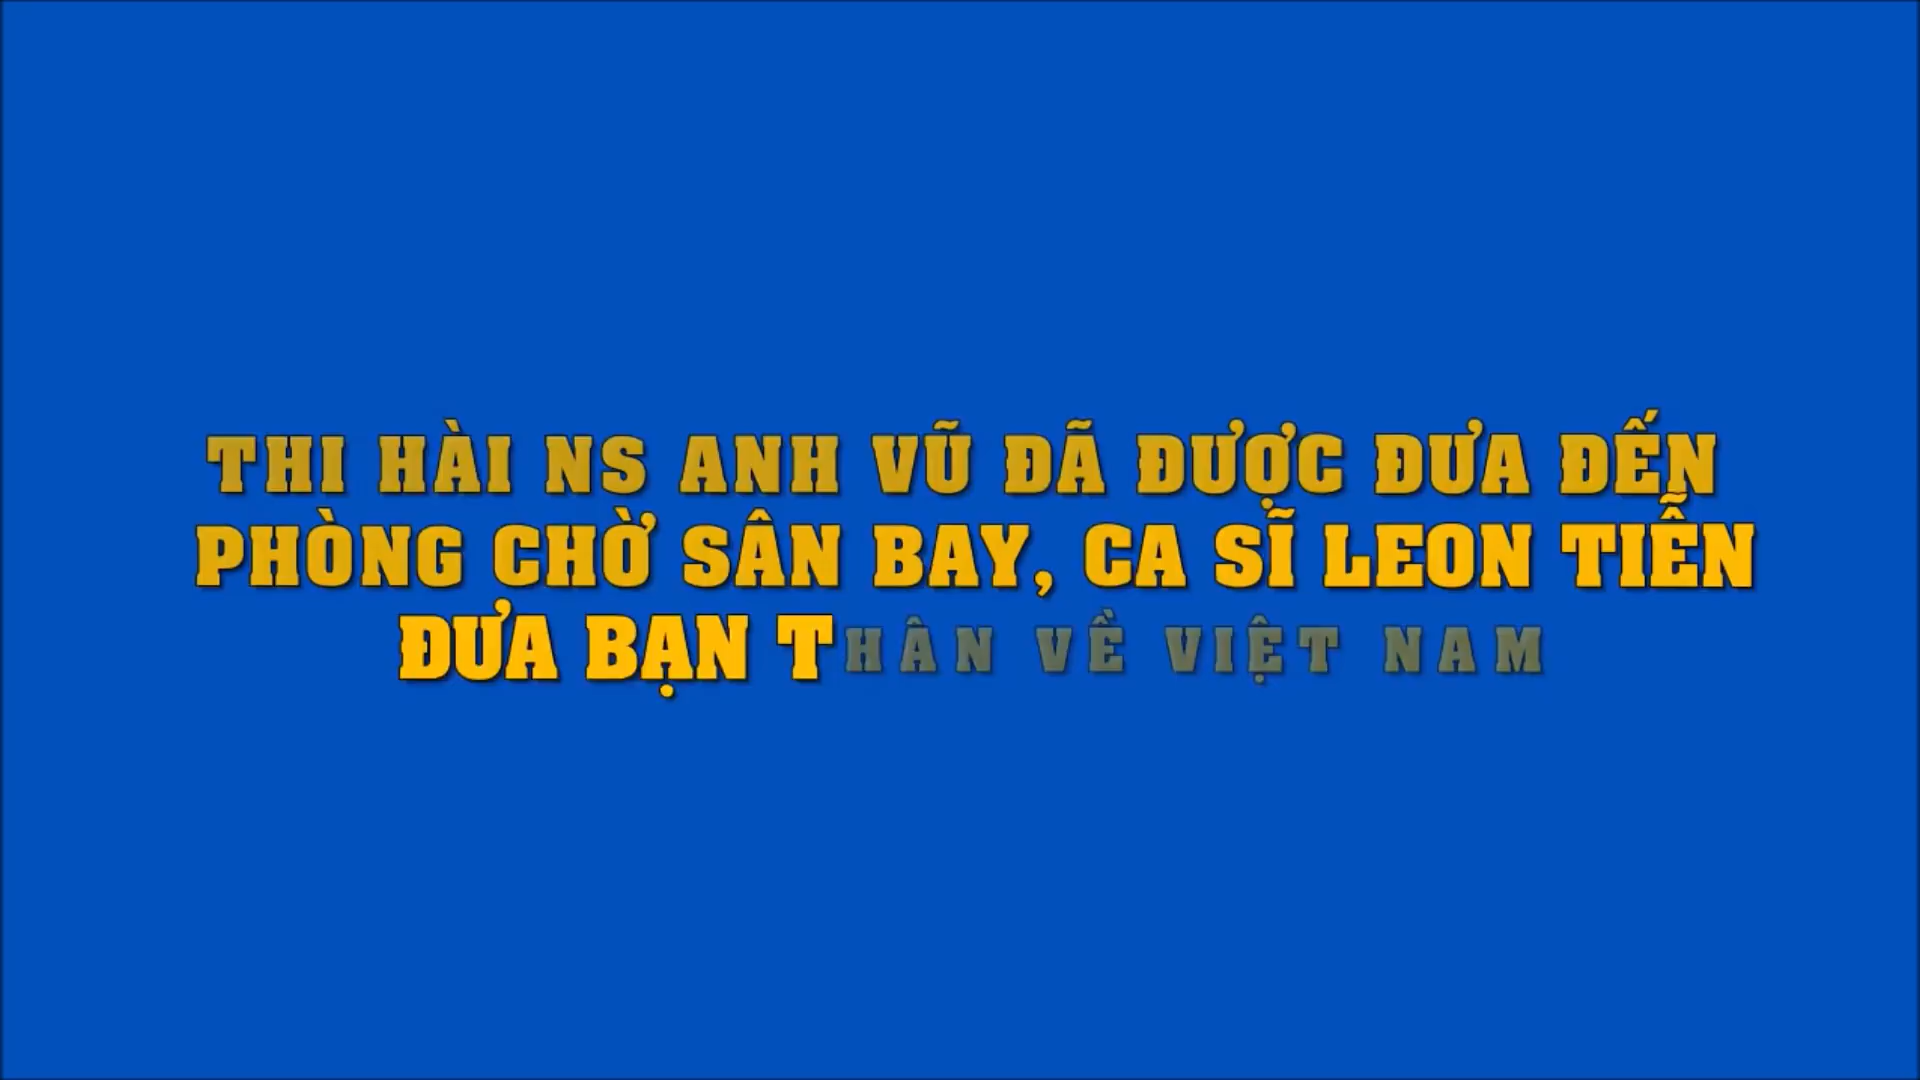 THI HÀI NS ANH VŨ ĐÃ ĐƯỢC ĐƯA ĐẾN
PHÒNG CHỜ SÂN BAY, CA SĨ LEON TIỄN
ĐƯA BẠN THÂN VỀ VIỆT NAM